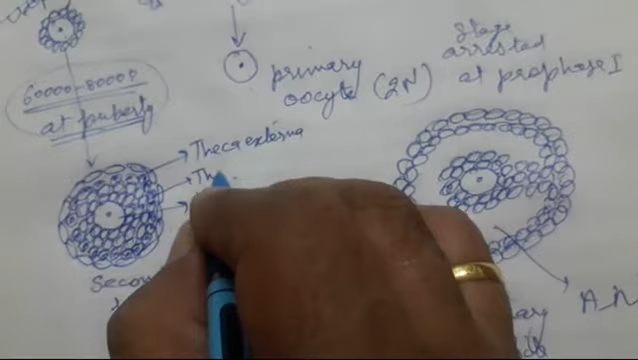 60000-80000
at puberty
primary
oocyte (2N)
stage
arrested
at prophase I
Theca externa
Th
Secon